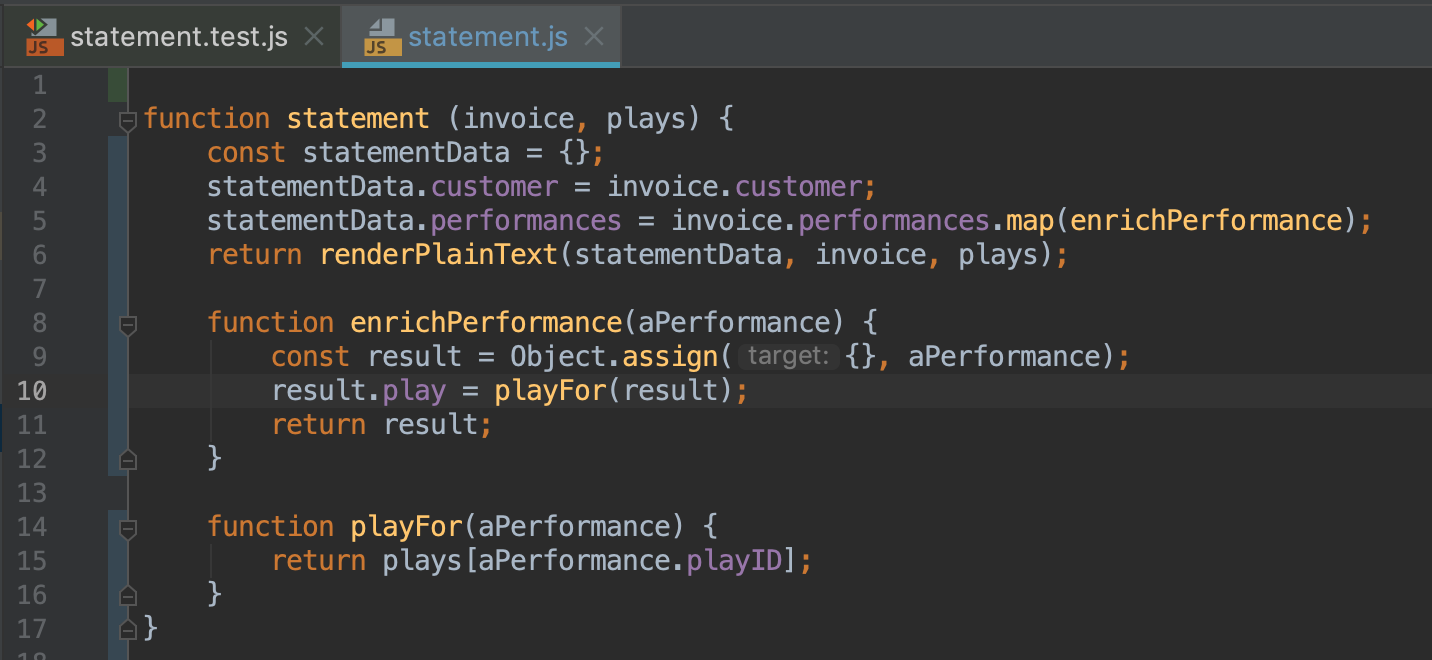 JS statement.test.js
JS statement.js
1
2 function statement (invoice, plays) {
3 const statementData = {};
4 statementData.customer = invoice.customer;
5 statementData.performances = invoice.performances.map(enrichPerformance);
6 return renderPlainText(statementData, invoice, plays);
7
8 function enrichPerformance(aPerformance) {
9 const result = Object.assign( target: {}, aPerformance);
10 result.play = playFor(result);
11 return result;
12 }
13
14 function playFor(aPerformance) {
15 return plays[aPerformance.playID];
16 }
17 }
18